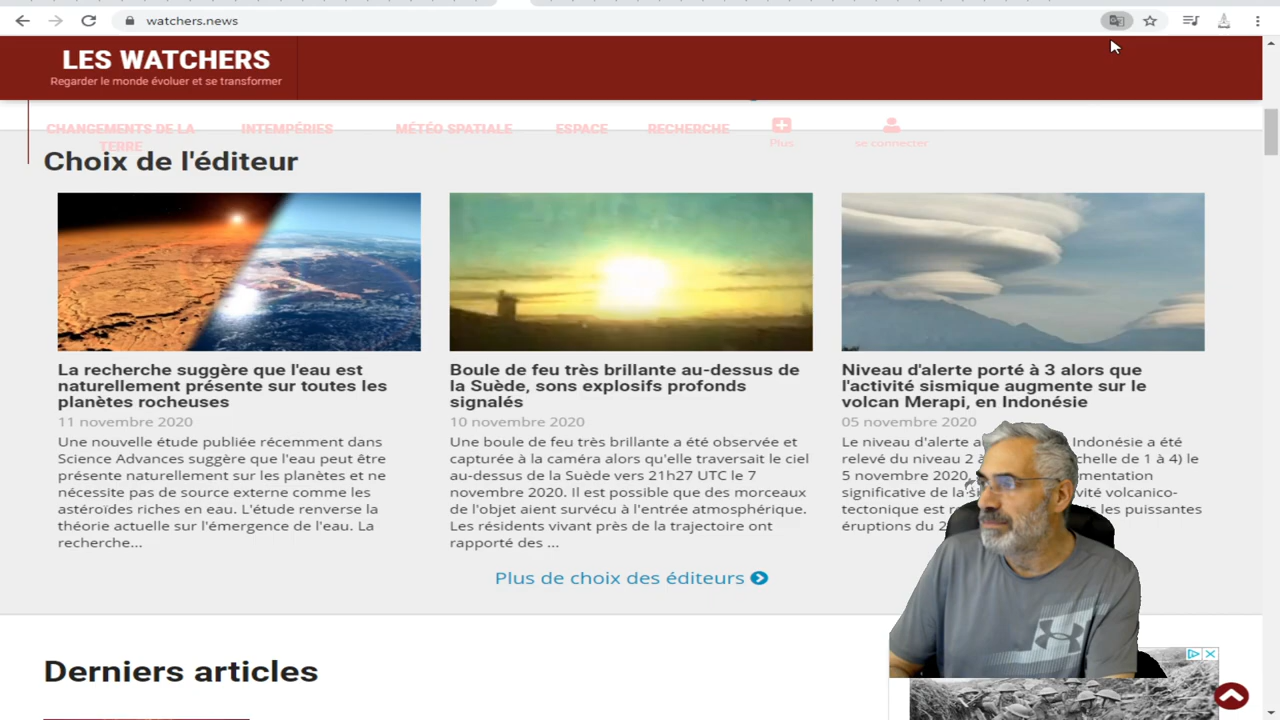 watchers.news
LES WATCHERS
Regarder le monde évoluer et se transformer
CHANGEMENTS DE LA
TERRE
INTEMPÉRIES
MÉTÉO SPATIALE
ESPACE
RECHERCHE
Plus
se connecter
Choix de l'éditeur
La recherche suggère que l'eau est
naturellement présente sur toutes les
planètes rocheuses
11 novembre 2020
Une nouvelle étude publiée récemment dans
Science Advances suggère que l'eau peut être
présente naturellement sur les planètes et ne
nécessite pas de source externe comme les
astéroïdes riches en eau. L'étude renverse la
théorie actuelle sur l'émergence de l'eau. La
recherche...
Boule de feu très brillante au-dessus de
la Suède, sons explosifs profonds
signalés
10 novembre 2020
Une boule de feu très brillante a été observée et
capturée à la caméra alors qu'elle traversait le ciel
au-dessus de la Suède vers 21h27 UTC le 7
novembre 2020. Il est possible que des morceaux
de l'objet aient survécu à l'entrée atmosphérique.
Les résidents vivant près de la trajectoire ont
rapporté des ...
Niveau d'alerte porté à 3 alors que
l'activité sismique augmente sur le
volcan Merapi, en Indonésie
05 novembre 2020
Le niveau d'alerte Indonésie a été
relevé du niveau 2 à chelle de 1 à 4) le
5 novembre 2020
significative de la
tectonique est les puissantes
éruptions du
Plus de choix des éditeurs
Derniers articles